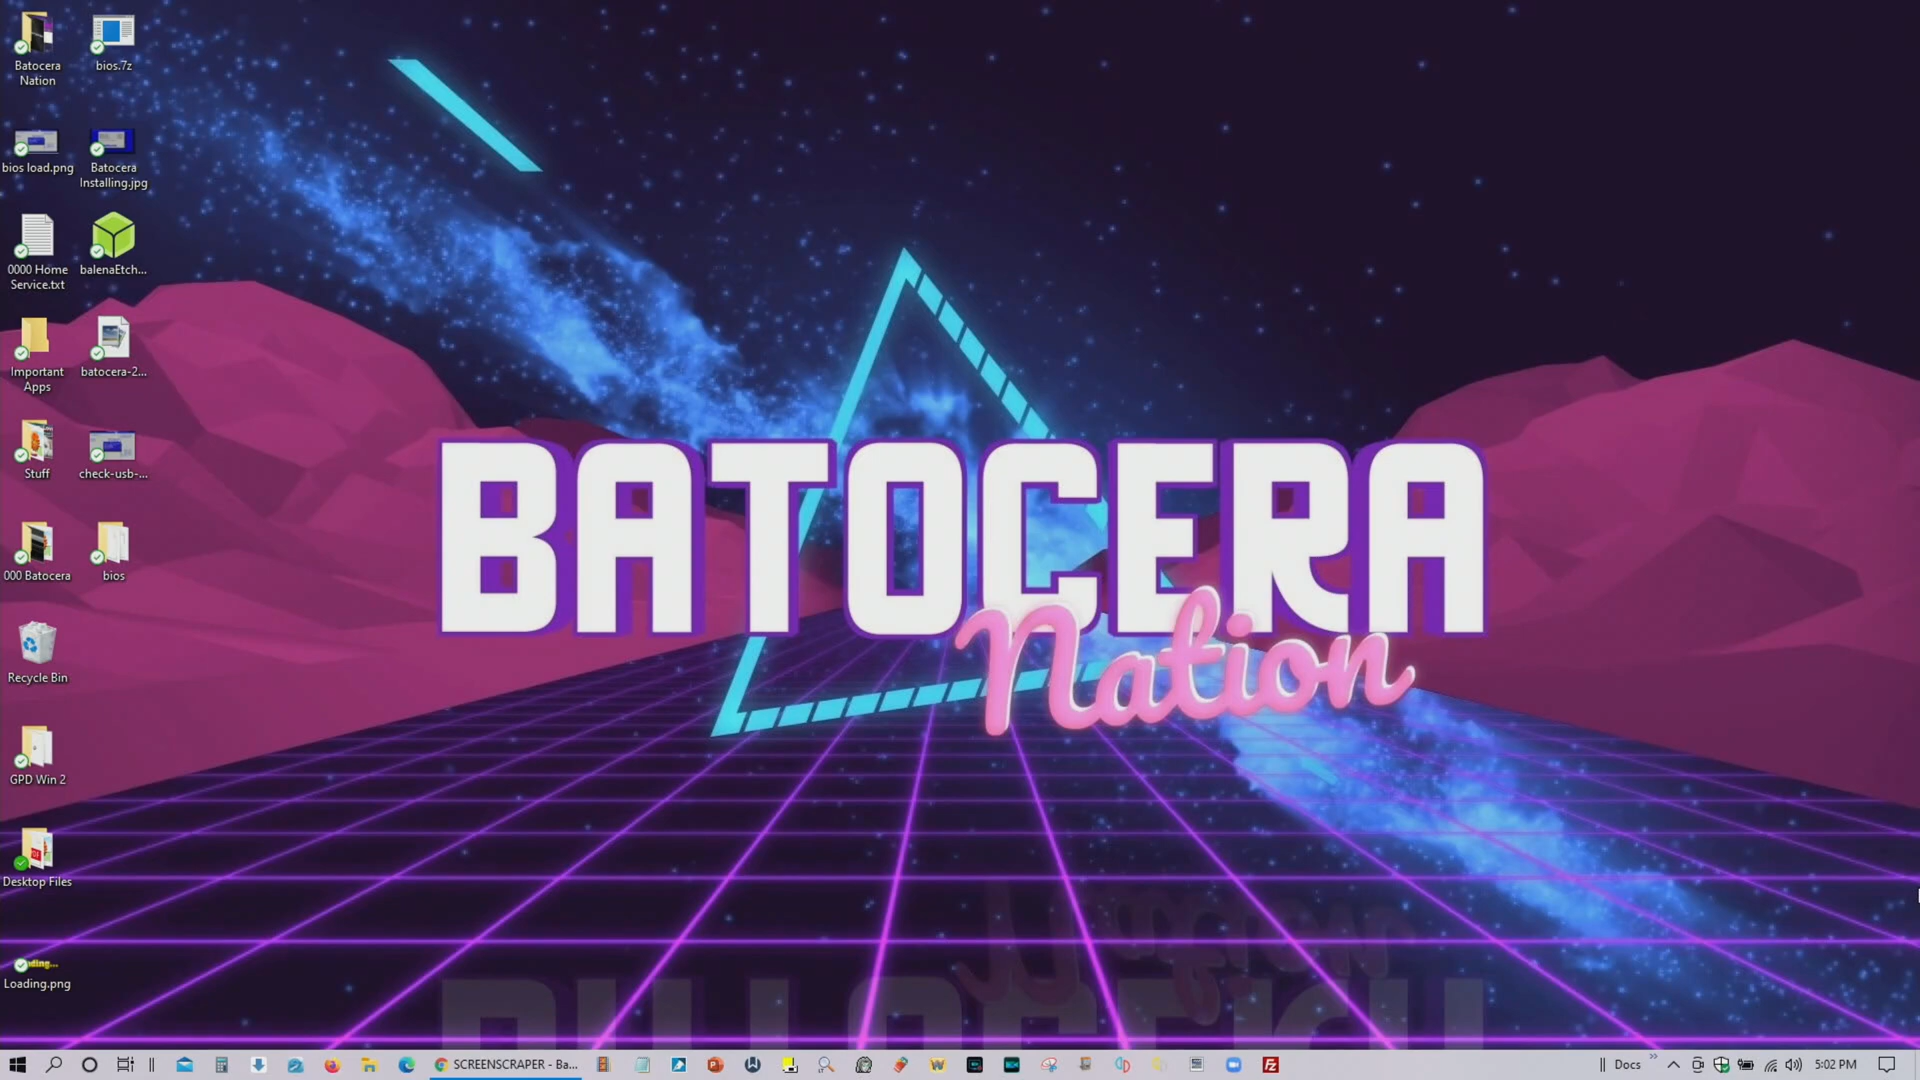 Batocera
Nation
bios.7z
bios load.png
Batocera
Installing.jpg
0000 Home
Service.txt
balenaEtch...
Important
Apps
batocera-2...
Stuff
check-usb-...
000 Batocera
bios
Recycle Bin
GPD Win 2
Desktop Files
Loading.png
BATOCERA
Nation
SCREENSCRAPER - Ba...
Docs
5:02 PM